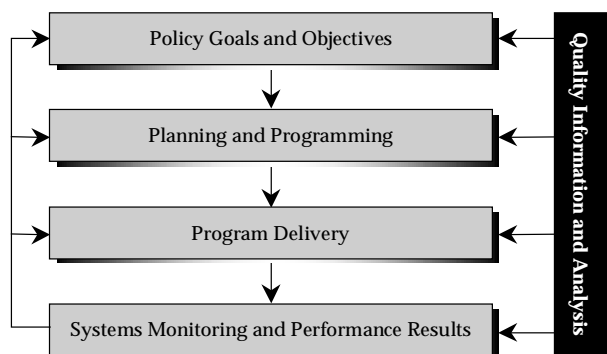 Policy Goals and Objectives
Planning and Programming
Program Delivery
Systems Monitoring and Performance Results
Quality Information and Analysis